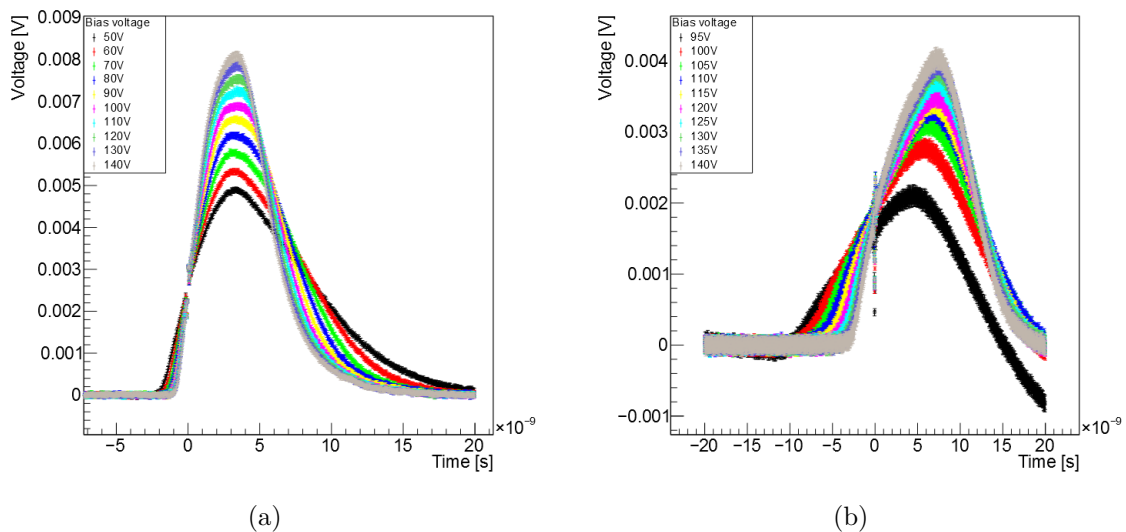 Voltage [V]
0.009
0.008
0.007
0.006
0.005
0.004
0.003
0.002
0.001
0
Bias voltage
50V
60V
70V
80V
90V
100V
110V
120V
130V
140V
−5 0 5 10 15 20
×10⁻⁹
Time [s]
(a)
Voltage [V]
0.004
0.003
0.002
0.001
0
−0.001
Bias voltage
95V
100V
105V
110V
115V
120V
125V
130V
135V
140V
−20 −15 −10 −5 0 5 10 15 20
×10⁻⁹
Time [s]
(b)